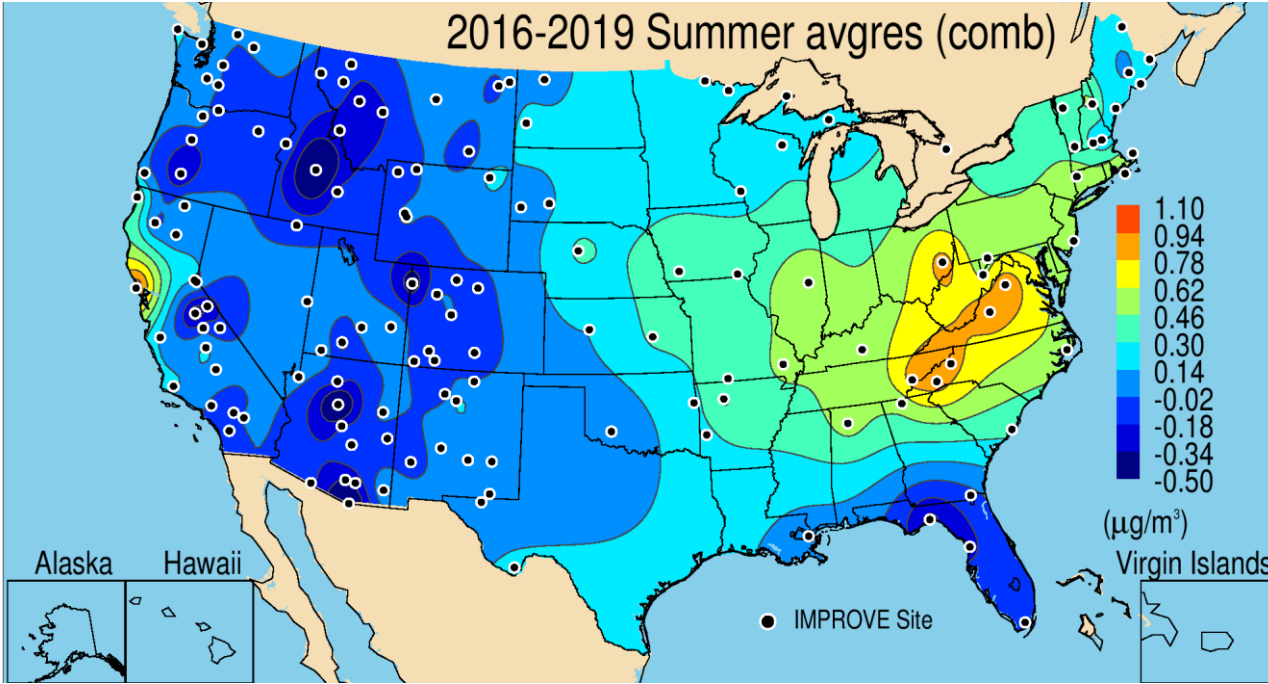 2016-2019 Summer avgres (comb)
1.10
0.94
0.78
0.62
0.46
0.30
0.14
-0.02
-0.18
-0.34
-0.50
(µg/m³)
Alaska
Hawaii
Virgin Islands
IMPROVE Site